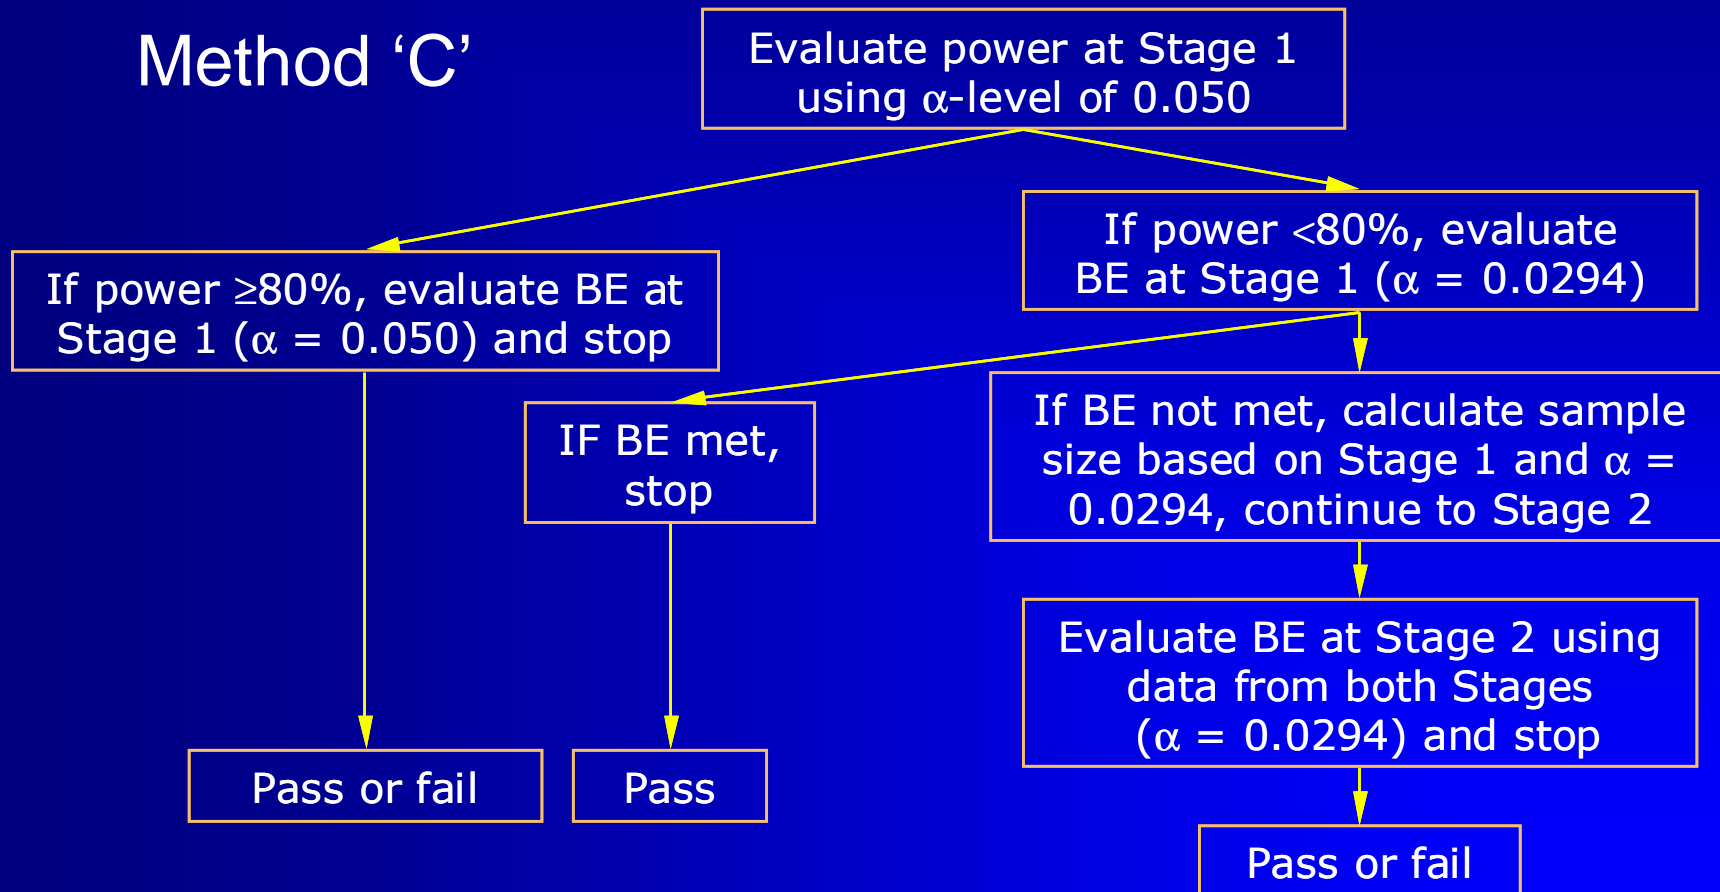 Method ‘C’
Evaluate power at Stage 1
using α-level of 0.050
If power <80%, evaluate
BE at Stage 1 (α = 0.0294)
If power ≥80%, evaluate BE at
Stage 1 (α = 0.050) and stop
IF BE met,
stop
If BE not met, calculate sample
size based on Stage 1 and α =
0.0294, continue to Stage 2
Evaluate BE at Stage 2 using
data from both Stages
(α = 0.0294) and stop
Pass or fail
Pass
Pass or fail